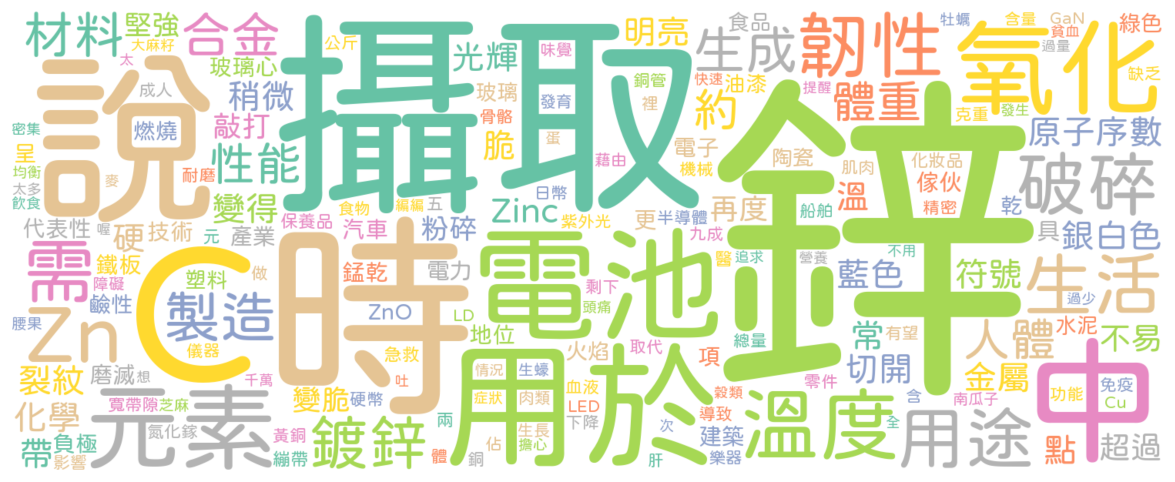 材料
大麻籽
堅強
合金
公斤
攝取
光輝
味覺
明亮
食品
牡蠣
含量
GaN
貧血
綠色
過量
缺乏
生成
韌性
氧化
太
玻璃心
說
成人
稍微
玻璃
銅管
快速
油漆
提醒
體重
克重
發生
發育
裡
骨骼
約
原子序數
密集
燃燒
敲打
呈
脆
蛋
電子
機械
陶瓷
肌肉
化妝品
破碎
均衡
耐磨
性能
藉由
溫
傢伙
精密
太多
飲食
麥
變得
食物
繃帶
五
日幣
Zinc
紫外光
更
半導體
再度
船舶
乾
代表性
喔
硬
技術
元
產業
保養品
汽車
粉碎
九成
醫
追求
營養
不用
具
銀白色
需
鐵板
障礙
塑料
做
錳乾
電力
電池
剩下
鋅
藍色
符號
生活
鹼性
C
時
ZnO
LD
頭痛
地位
總量
過少
腰果
Zn
製造
儀器
急救
火焰
取代
項
常
有望
人體
水泥
不易
裂紋
磨滅
想
千萬
吐
用於
情況
生蠔
血液
穀類
零件
切開
金屬
中
功能
免疫
Cu
變脆
硬幣
症狀
肉類
LED
下降
導致
含
南瓜子
化學
寬帶隙
芝麻
元素
氮化鎵
黃銅
鍍鋅
兩
生長
擔心
佔
次
建築
溫度
全
用途
點
超過
帶
負極
影響
繃帶
體
銅
肝
樂器